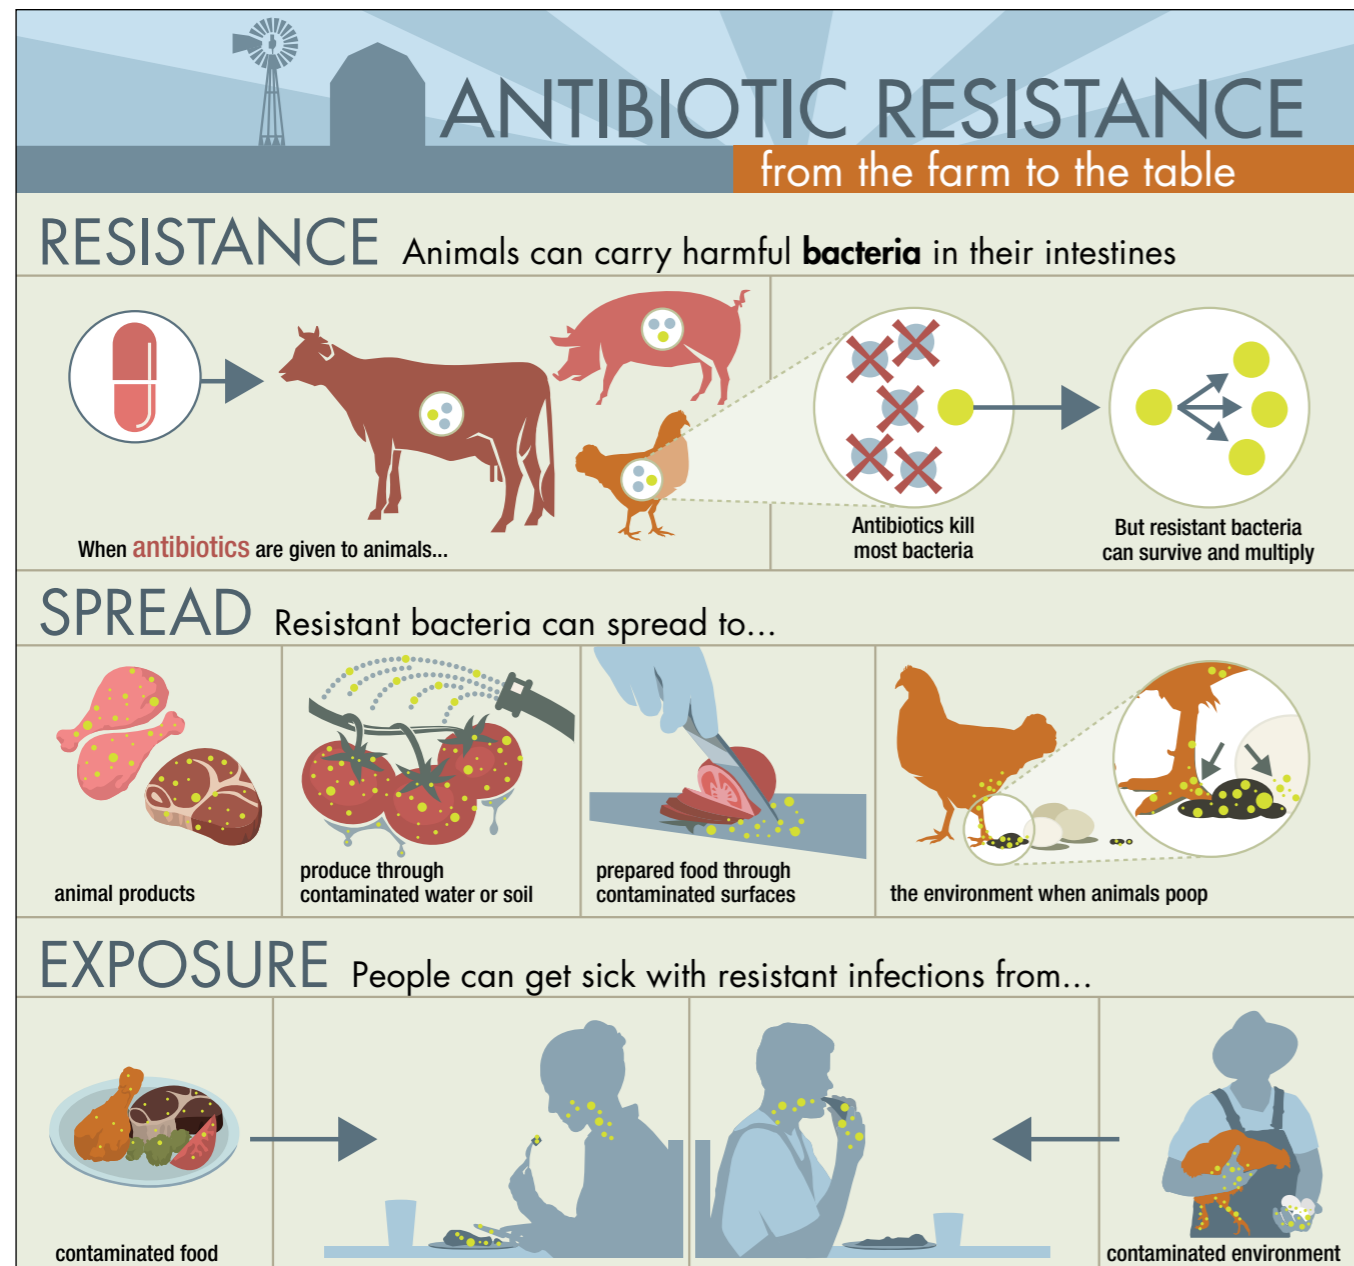 ANTIBIOTIC RESISTANCE
from the farm to the table
RESISTANCE Animals can carry harmful bacteria in their intestines
When antibiotics are given to animals...
Antibiotics kill
most bacteria
But resistant bacteria
can survive and multiply
SPREAD Resistant bacteria can spread to...
animal products
produce through
contaminated water or soil
prepared food through
contaminated surfaces
the environment when animals poop
EXPOSURE People can get sick with resistant infections from...
contaminated food
contaminated environment